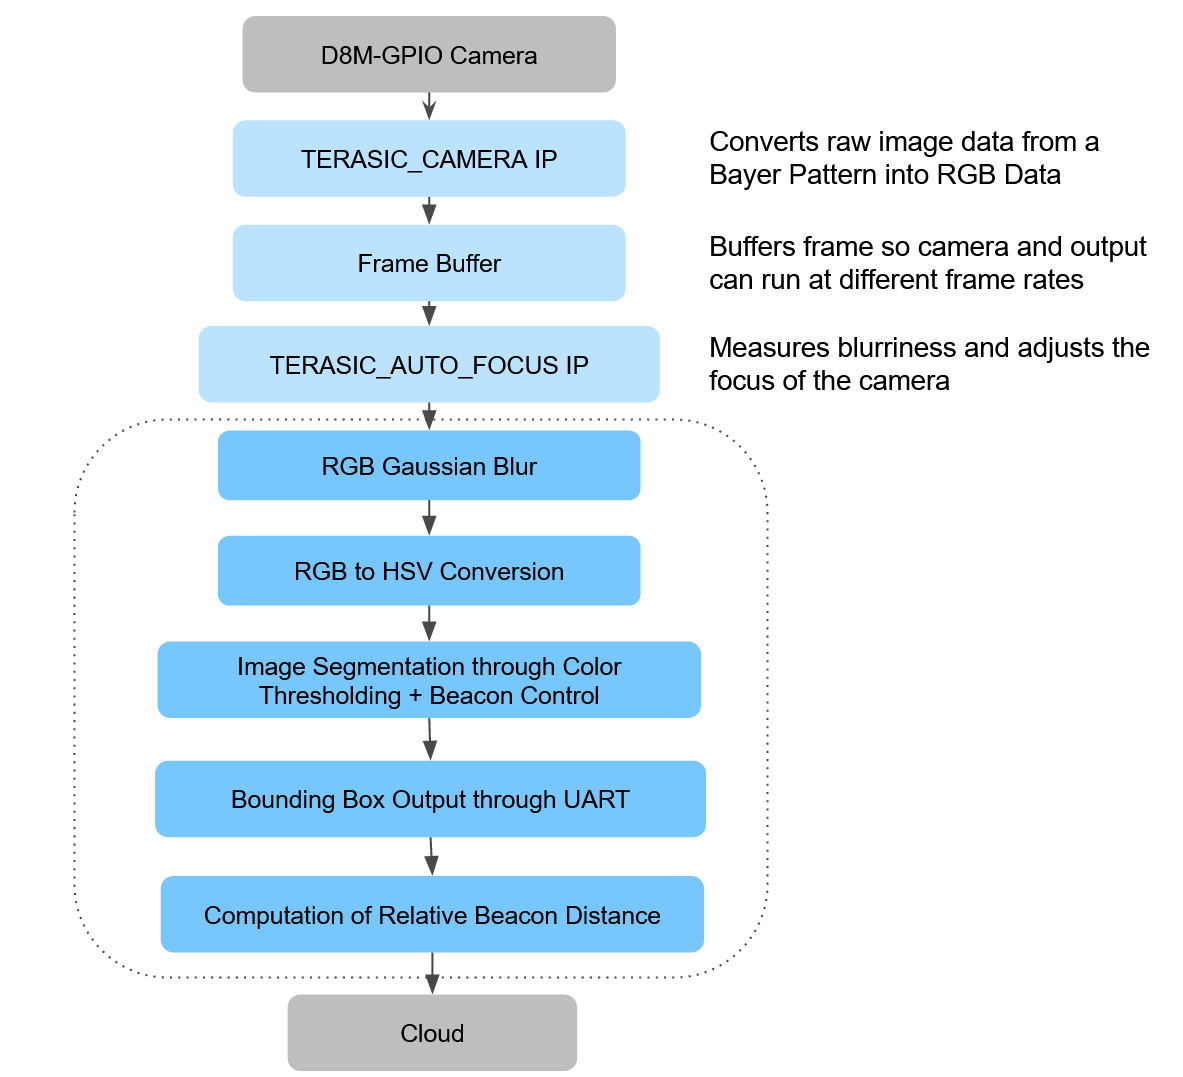 D8M-GPIO Camera
TERASIC_CAMERA IP
Converts raw image data from a
Bayer Pattern into RGB Data
Frame Buffer
Buffers frame so camera and output
can run at different frame rates
TERASIC_AUTO_FOCUS IP
Measures blurriness and adjusts the
focus of the camera
RGB Gaussian Blur
RGB to HSV Conversion
Image Segmentation through Color
Thresholding + Beacon Control
Bounding Box Output through UART
Computation of Relative Beacon Distance
Cloud